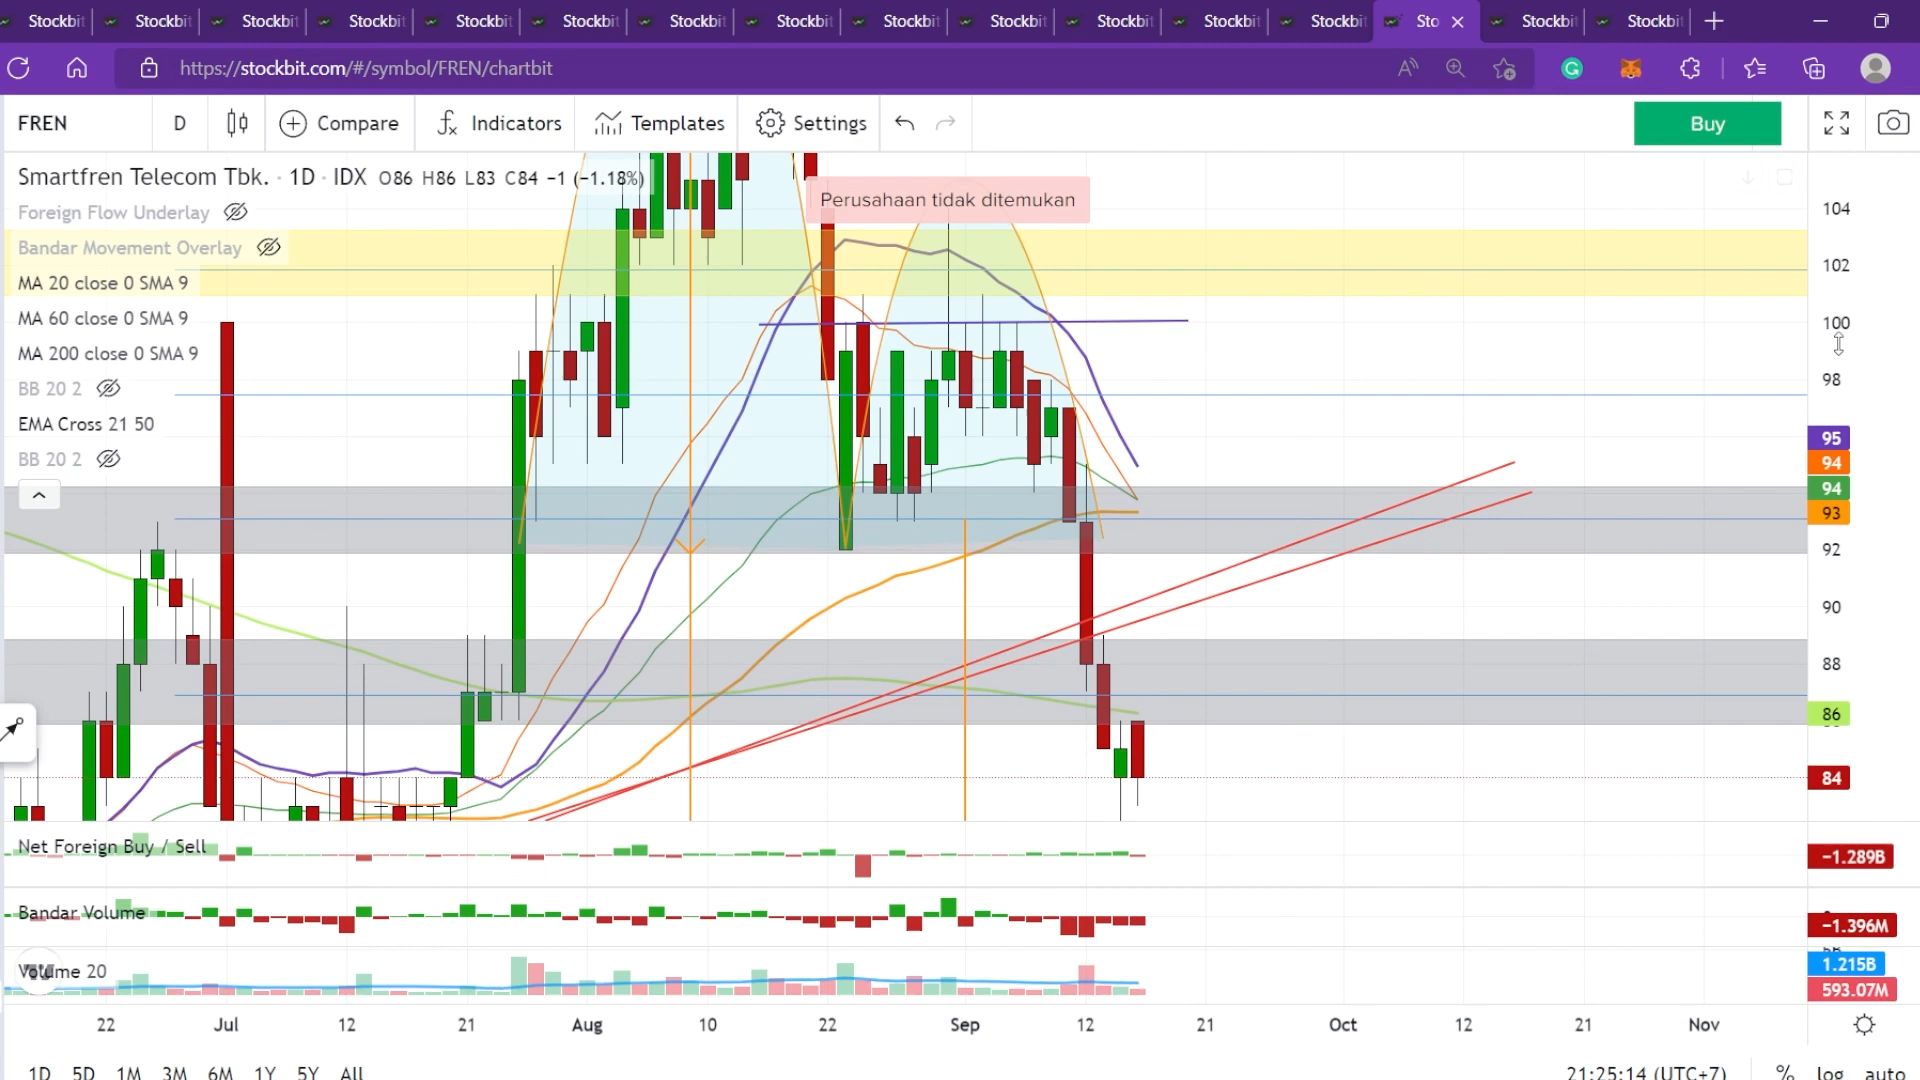 Stockbit Stockbit Stockbit Stockbit Stockbit Stockbit Stockbit Stockbit Stockbit Stockbit Stockbit Stockbit Stockbit Sto Stockbit Stockbit
https://stockbit.com/#/symbol/FREN/chartbit
FREN D Compare Indicators Templates Settings Buy
Smartfren Telecom Tbk. · 1D · IDX O86 H86 L83 C84 −1 (−1.18%)
Perusahaan tidak ditemukan
Foreign Flow Underlay
Bandar Movement Overlay
MA 20 close 0 SMA 9
MA 60 close 0 SMA 9
MA 200 close 0 SMA 9
BB 20 2
EMA Cross 21 50
BB 20 2
104
102
100
98
95
94
94
93
92
90
88
86
84
Net Foreign Buy / Sell
−1.289B
Bandar Volume
−1.396M
Volume 20
1.215B
593.07M
22 Jul 12 21 Aug 10 22 Sep 12 21 Oct 12 21 Nov
1D 5D 1M 3M 6M 1Y 5Y All 21:25:14 (UTC+7) % log auto